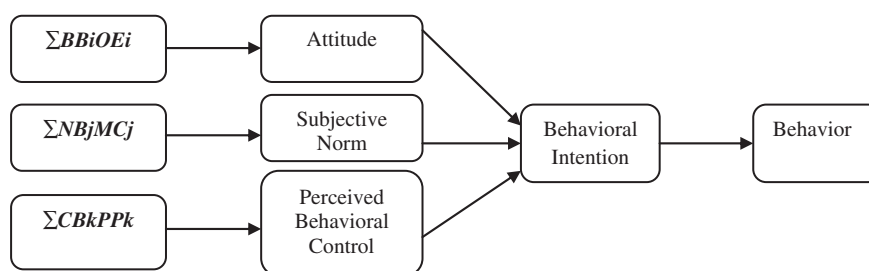 ∑BBiOEi
Attitude
∑NBjMCj
Subjective
Norm
Behavioral
Intention
Behavior
∑CBkPPk
Perceived
Behavioral
Control